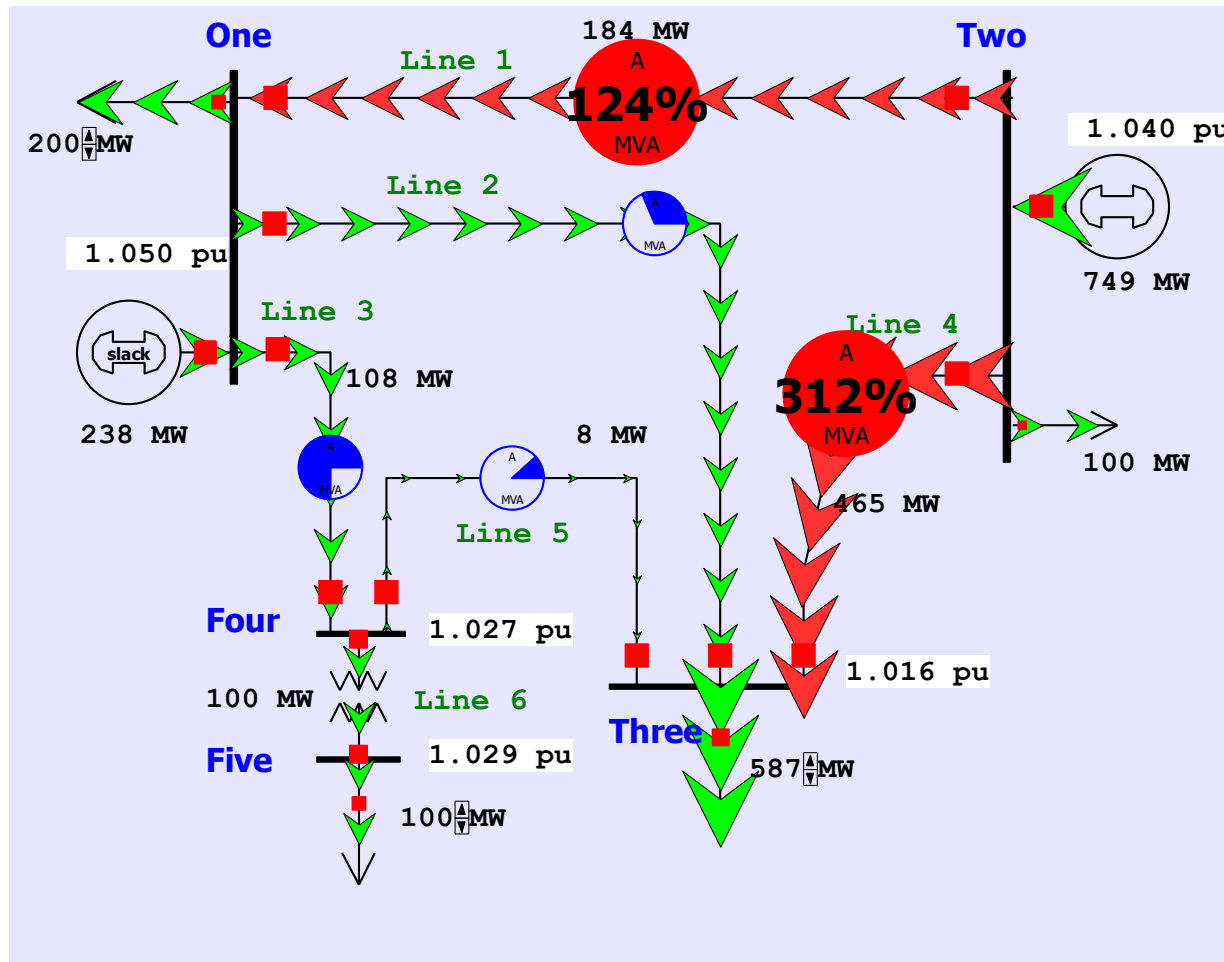 184 MW
One
Two
Line 1
A
124%
MVA
200 MW
1.040 pu
Line 2
A
MVA
1.050 pu
749 MW
Line 3
Line 4
slack
A
312%
MVA
108 MW
238 MW
8 MW
100 MW
A
MVA
A
MVA
465 MW
Line 5
Four
1.027 pu
1.016 pu
100 MW
Line 6
Three
Five
1.029 pu
587 MW
100 MW